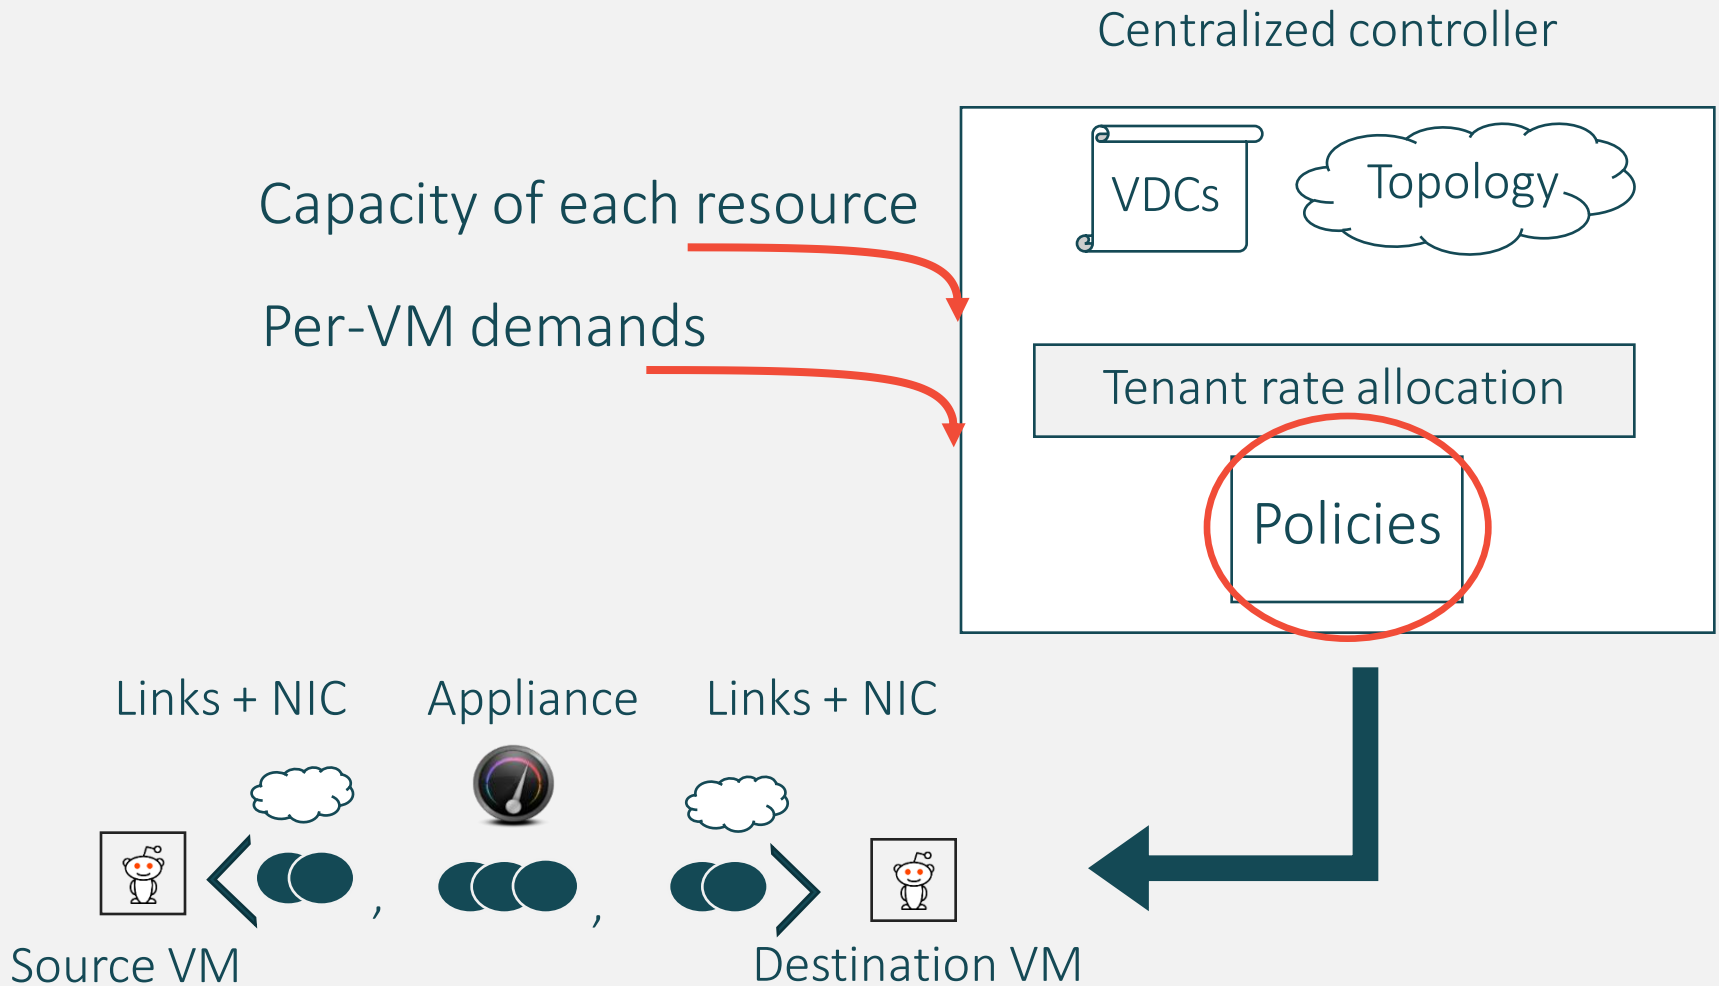 Centralized controller
VDCs
Topology
Capacity of each resource
Per-VM demands
Tenant rate allocation
Policies
Links + NIC
Appliance
Links + NIC
,
,
Source VM
Destination VM